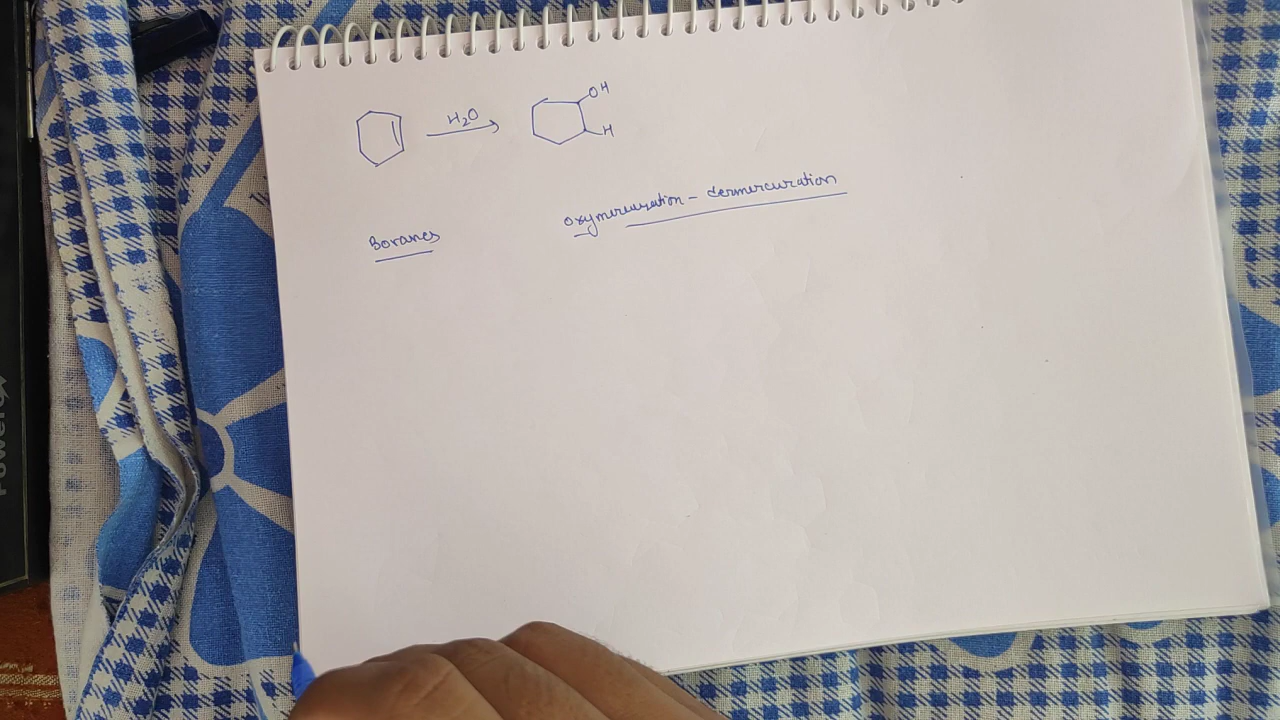 H₂O
OH
H
Boranes
oxymercuration - demercuration